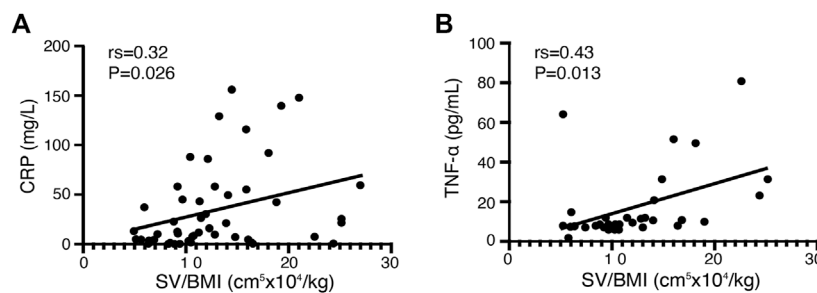 A
rs=0.32
P=0.026
CRP (mg/L)
200
150
100
50
0
0 10 20 30
SV/BMI (cm⁵x10⁴/kg)
B
rs=0.43
P=0.013
TNF-α (pg/mL)
100
80
60
40
20
0
0 10 20 30
SV/BMI (cm⁵x10⁴/kg)